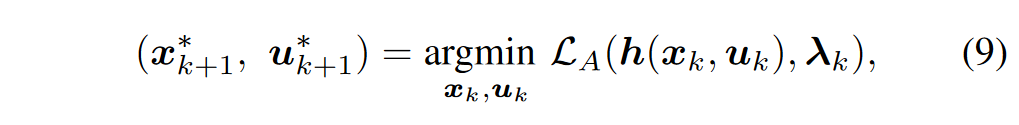 (x*_{k+1}, u*_{k+1}) = argmin_{x_k, u_k} 𝓛_A(h(x_k, u_k), λ_k), (9)